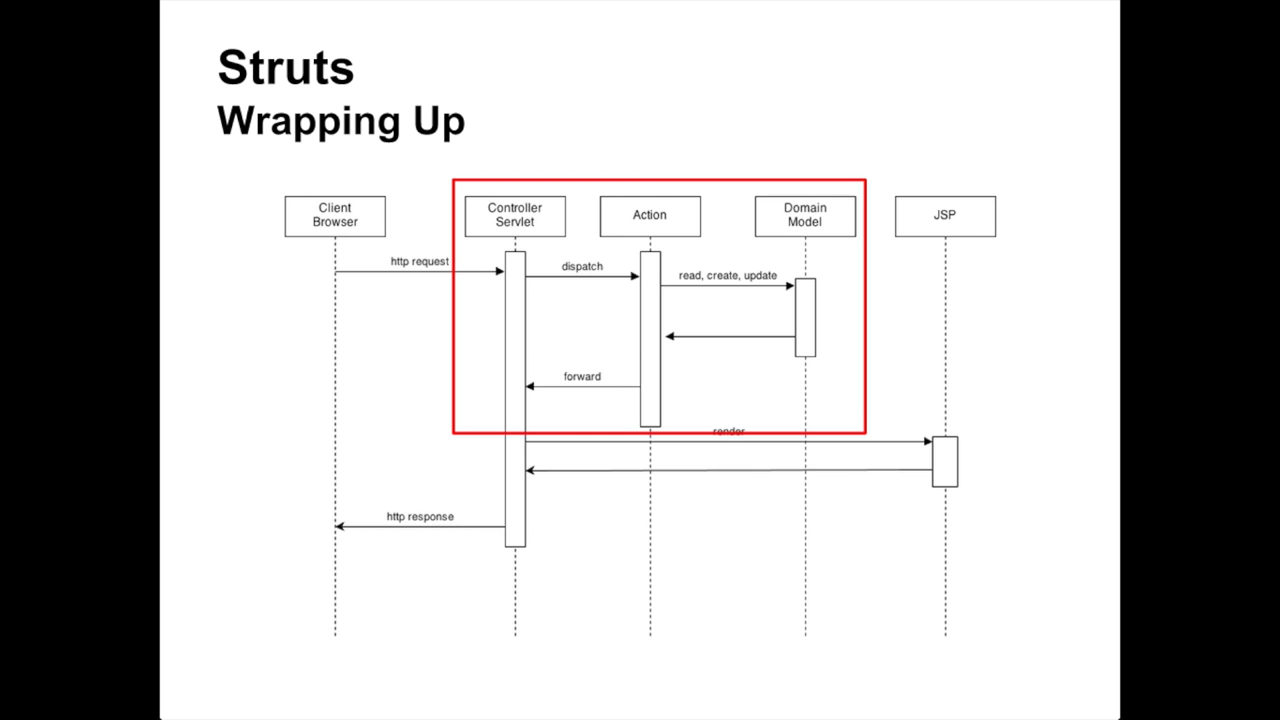 Struts
Wrapping Up
Client
Browser
Controller
Servlet
Action
Domain
Model
JSP
http request
dispatch
read, create, update
forward
render
http response